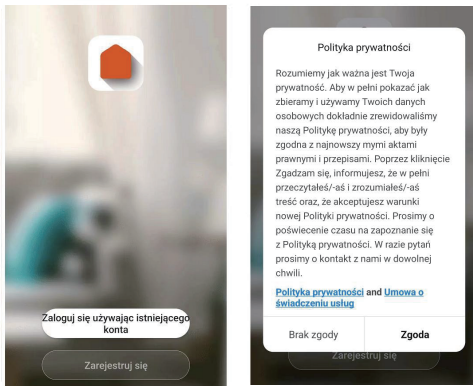 Zaloguj się używając istniejącego
konta
Zarejestruj się
Polityka prywatności
Rozumiemy jak ważna jest Twoja
prywatność. Aby w pełni pokazać jak
zbieramy i używamy Twoich danych
osobowych dokładnie zrewidowaliśmy
naszą Politykę prywatności, aby były
zgodna z najnowszy mymi aktami
prawnymi i przepisami. Poprzez kliknięcie
Zgadzam się, informujesz, że w pełni
przeczytałeś/-aś i zrozumiałeś/-aś
treść oraz, że akceptujesz warunki
nowej Polityki prywatności. Prosimy o
poświecenie czasu na zapoznanie się
z Polityką prywatności. W razie pytań
prosimy o kontakt z nami w dowolnej
chwili.
Polityka prywatności and Umowa o
świadczeniu usług
Brak zgody
Zgoda
Zarejestruj się